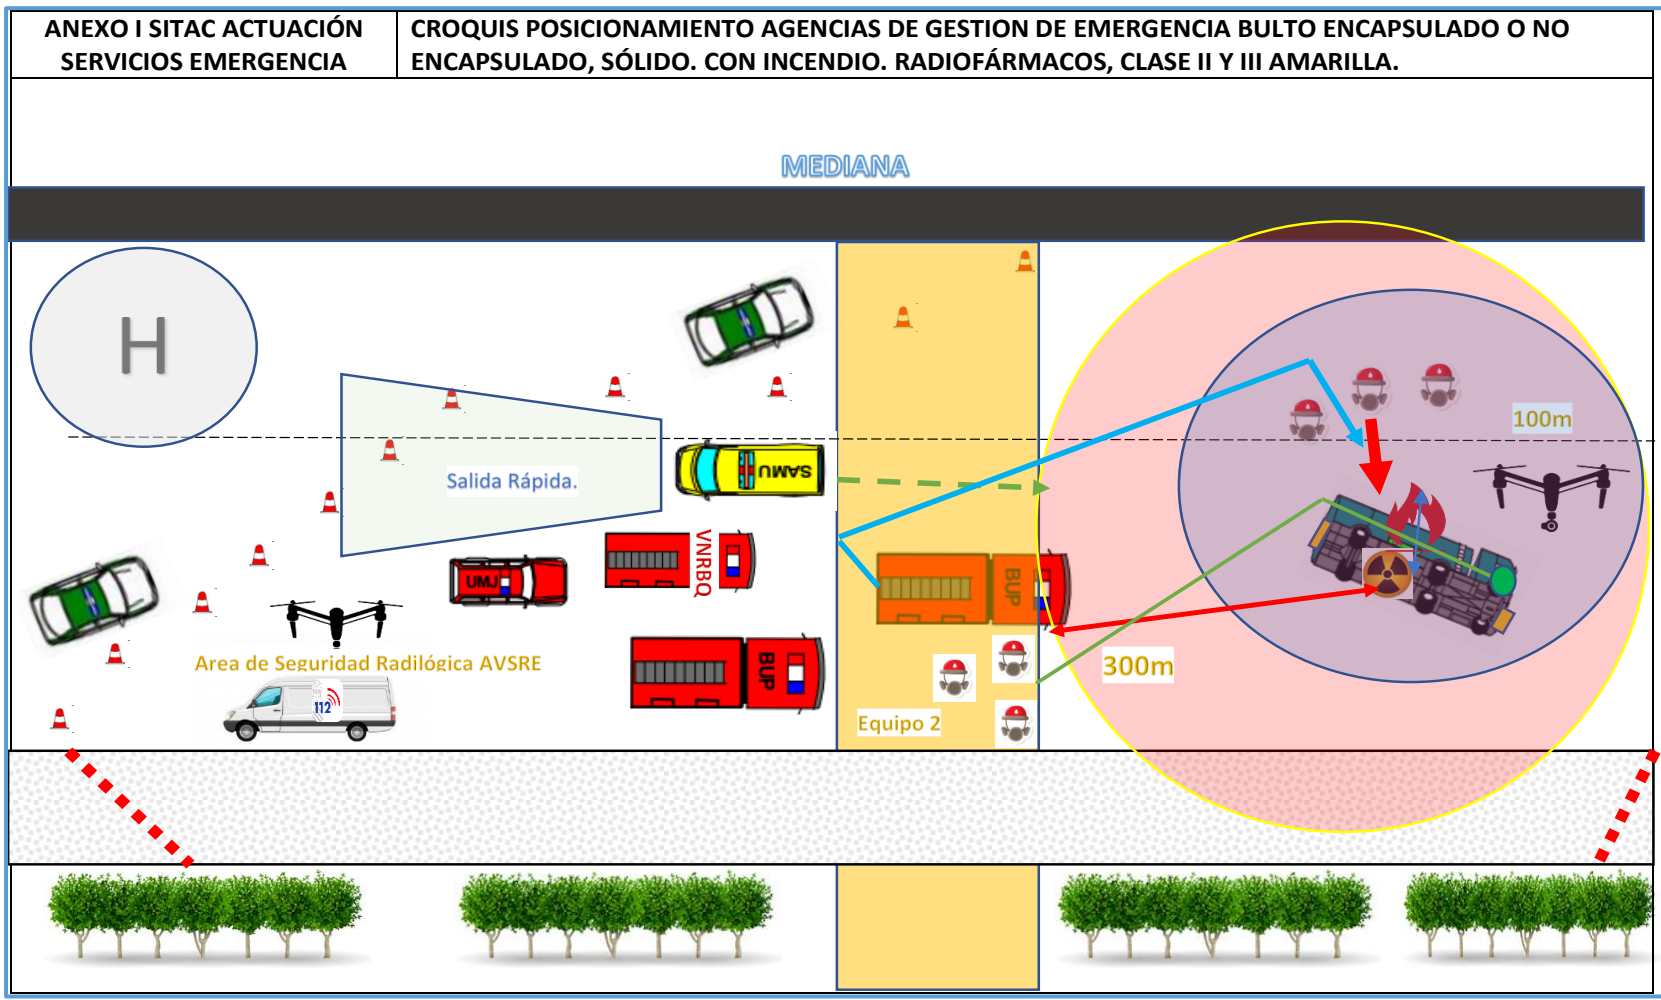 ANEXO I SITAC ACTUACIÓN
SERVICIOS EMERGENCIA
CROQUIS POSICIONAMIENTO AGENCIAS DE GESTION DE EMERGENCIA BULTO ENCAPSULADO O NO
ENCAPSULADO, SÓLIDO. CON INCENDIO. RADIOFÁRMACOS, CLASE II Y III AMARILLA.
MEDIANA
H
100m
Salida Rápida.
SAMU
VNRBQ
UMJ
BUP
Area de Seguridad Radilógica AVSRE
300m
BUP
112
Equipo 2